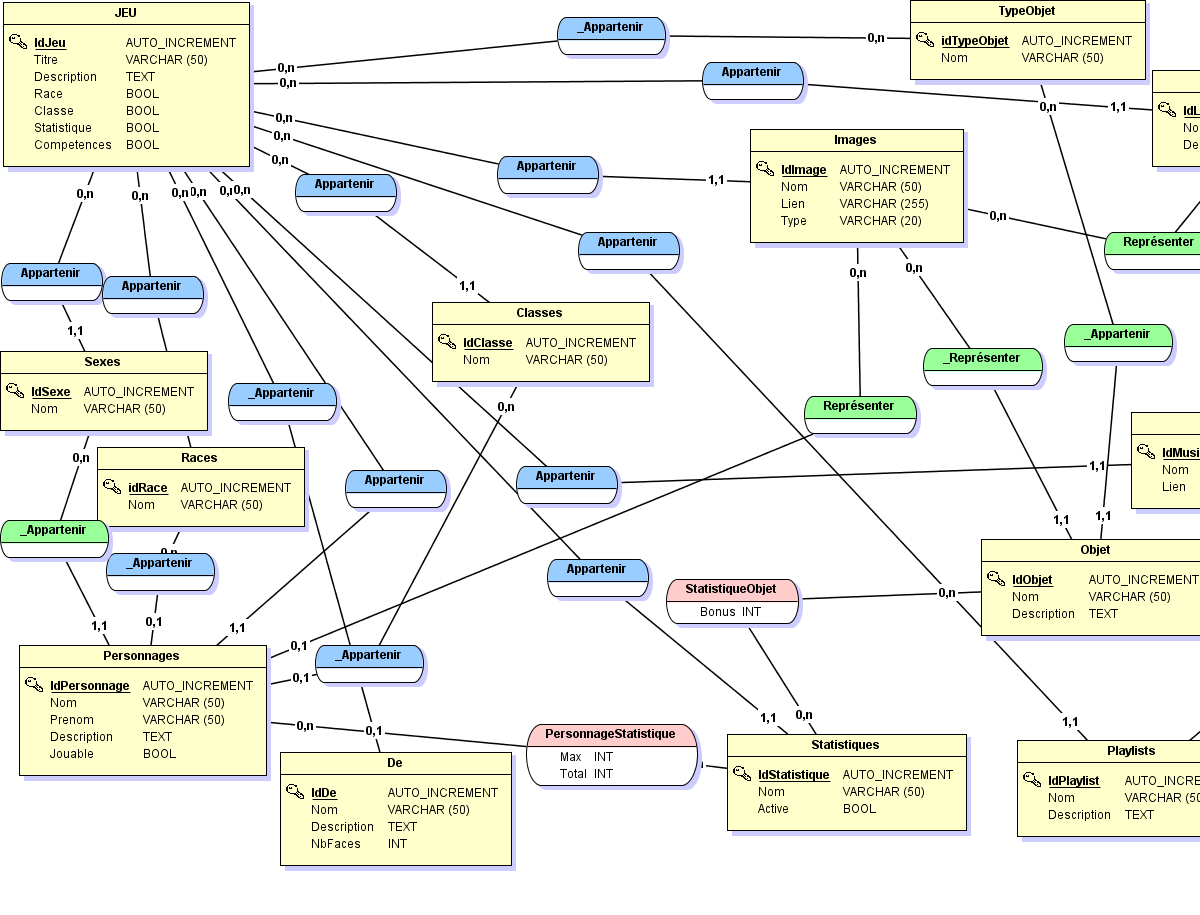 JEU
IdJeu AUTO_INCREMENT
Titre VARCHAR (50)
Description TEXT
Race BOOL
Classe BOOL
Statistique BOOL
Competences BOOL
_Appartenir
0,n
0,n
TypeObjet
idTypeObjet AUTO_INCREMENT
Nom VARCHAR (50)
0,n
Appartenir
0,n
1,1
0,n
0,n
0,n
Appartenir
Appartenir
1,1
Images
IdImage AUTO_INCREMENT
Nom VARCHAR (50)
Lien VARCHAR (255)
Type VARCHAR (20)
0,n
Représenter
0,n
0,n
0,n
0,n
0,n
Appartenir
0,n
0,n
Appartenir
Appartenir
1,1
1,1
Classes
IdClasse AUTO_INCREMENT
Nom VARCHAR (50)
_Appartenir
_Représenter
Sexes
IdSexe AUTO_INCREMENT
Nom VARCHAR (50)
_Appartenir
0,n
Représenter
0,n
Races
idRace AUTO_INCREMENT
Nom VARCHAR (50)
Appartenir
Appartenir
1,1
Nom
Lien
_Appartenir
1,1
1,1
0,n
_Appartenir
Appartenir
Objet
IdObjet AUTO_INCREMENT
Nom VARCHAR (50)
Description TEXT
StatistiqueObjet
Bonus INT
0,n
1,1
0,1
1,1
0,1
0,1
_Appartenir
Personnages
IdPersonnage AUTO_INCREMENT
Nom VARCHAR (50)
Prenom VARCHAR (50)
Description TEXT
Jouable BOOL
0,n
0,1
PersonnageStatistique
Max INT
Total INT
1,1
0,n
1,1
Statistiques
IdStatistique AUTO_INCREMENT
Nom VARCHAR (50)
Active BOOL
Playlists
IdPlaylist
Nom
Description TEXT
De
IdDe AUTO_INCREMENT
Nom VARCHAR (50)
Description TEXT
NbFaces INT